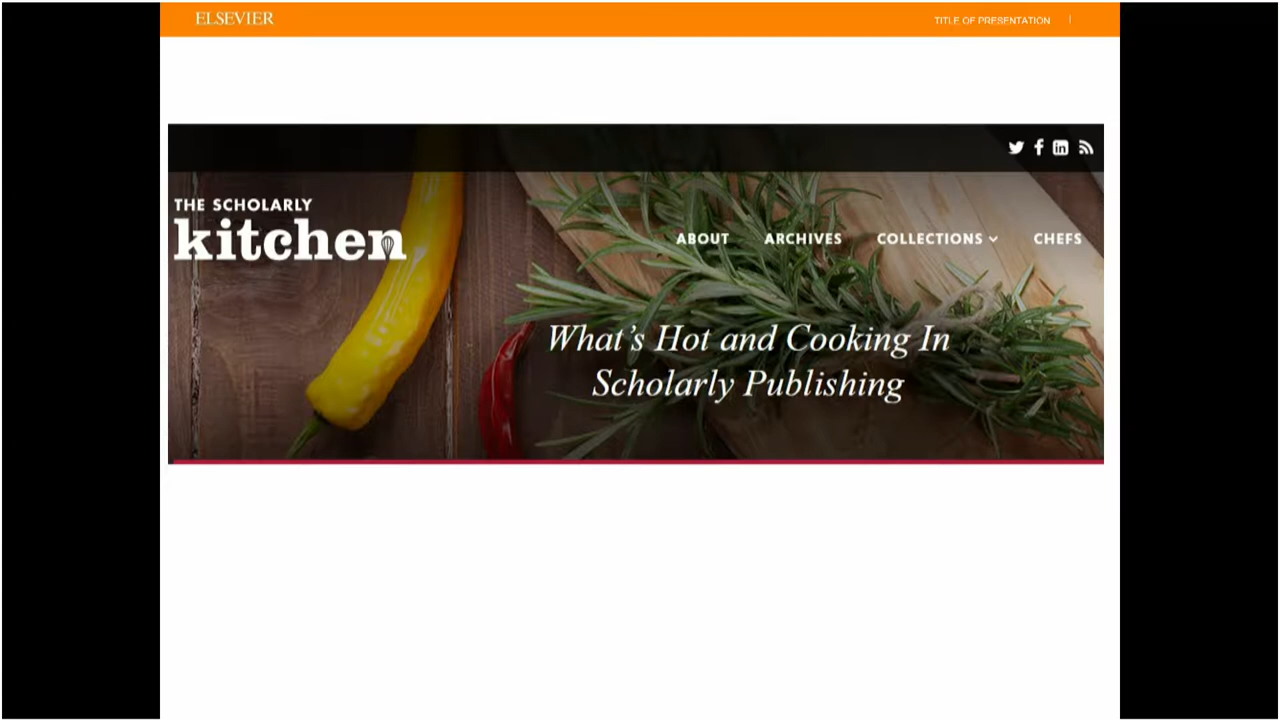 ELSEVIER
TITLE OF PRESENTATION |
THE SCHOLARLY
kitchen
ABOUT ARCHIVES COLLECTIONS CHEFS
What's Hot and Cooking In
Scholarly Publishing